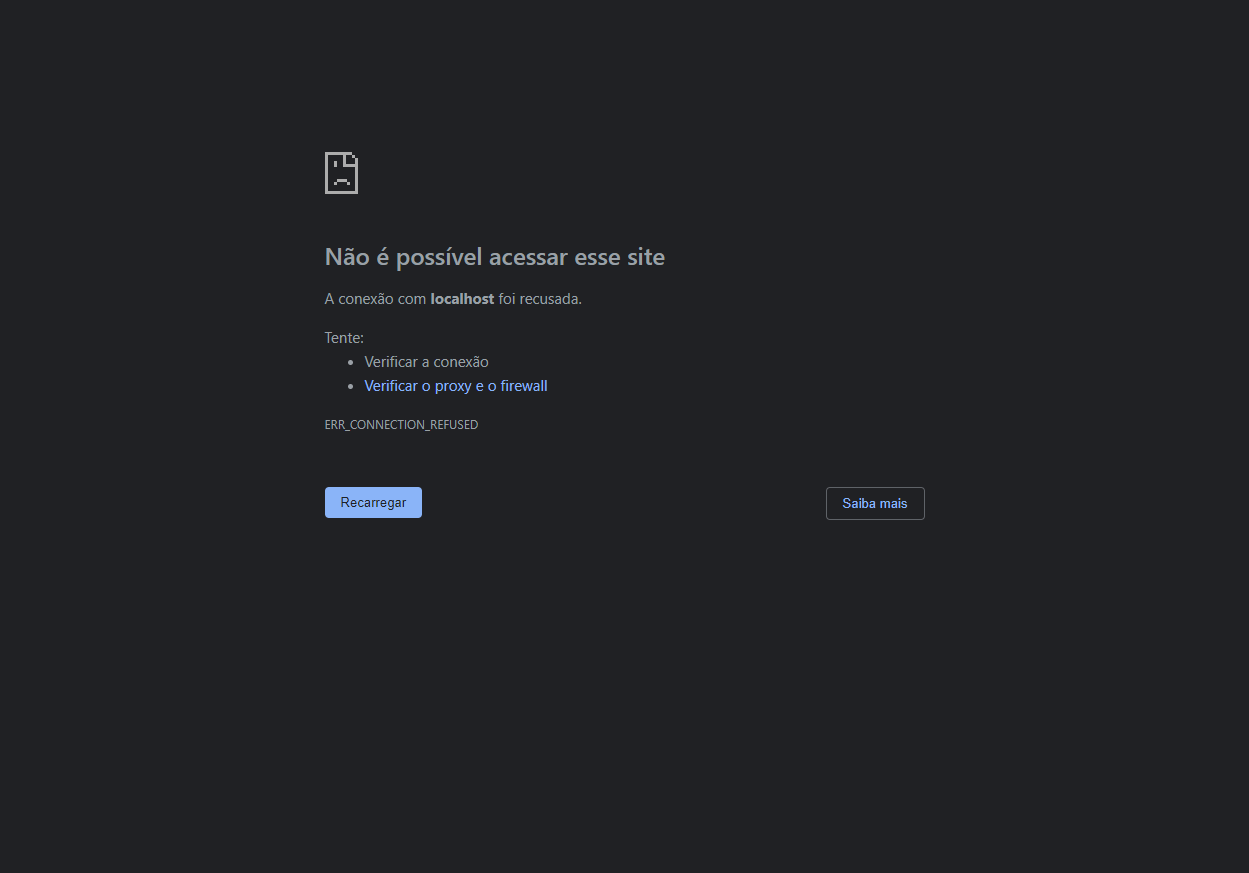 Não é possível acessar esse site
A conexão com localhost foi recusada.
Tente:
Verificar a conexão
Verificar o proxy e o firewall
ERR_CONNECTION_REFUSED
Recarregar
Saiba mais